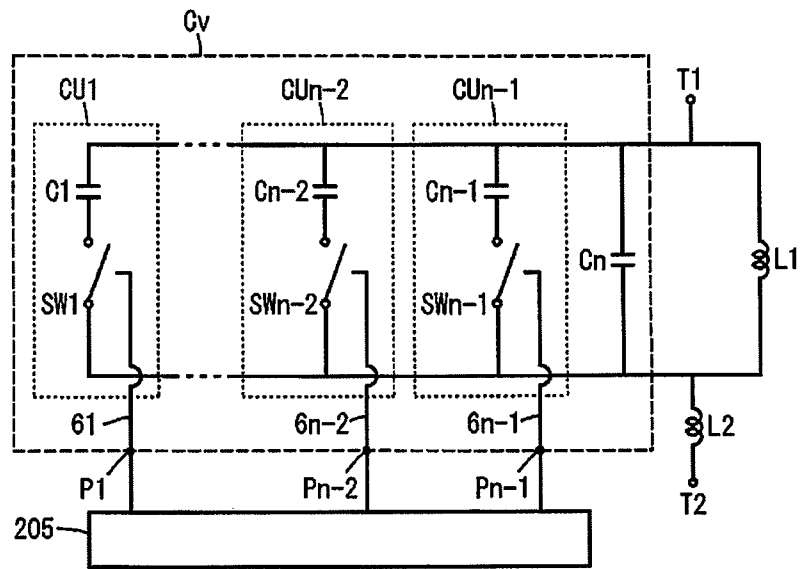 Cv
CU1
CUn-2
CUn-1
T1
C1
Cn-2
Cn-1
Cn
L1
SW1
SWn-2
SWn-1
61
6n-2
6n-1
L2
P1
Pn-2
Pn-1
T2
205